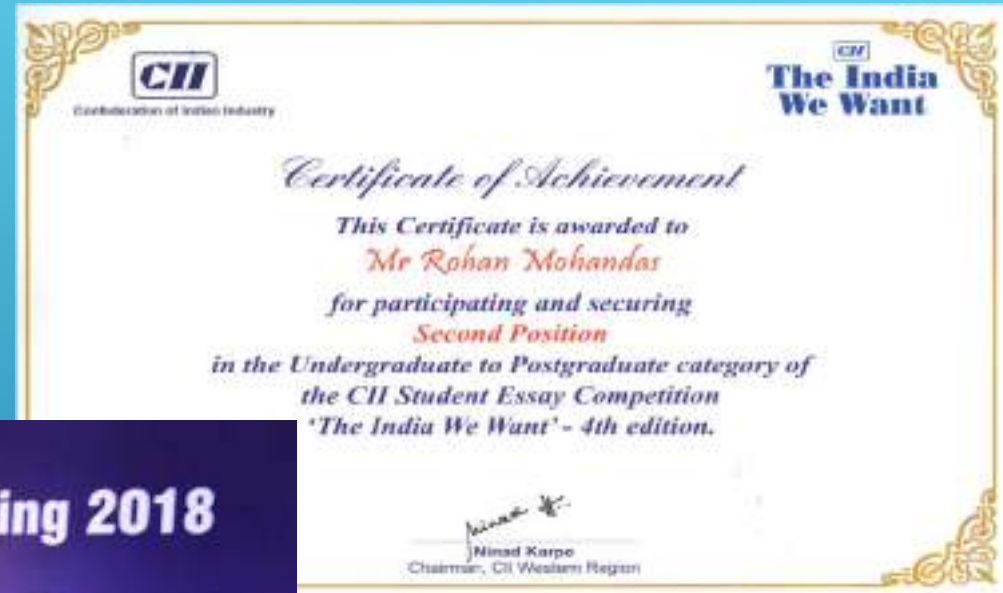 CII
Confederation of Indian Industry
CII
The India
We Want
Certificate of Achievement
This Certificate is awarded to
Mr Rohan Mohandas
for participating and securing
Second Position
in the Undergraduate to Postgraduate category of
the CII Student Essay Competition
'The India We Want' - 4th edition.
Ninad Karpe
Chairman, CII Western Region
ing 2018